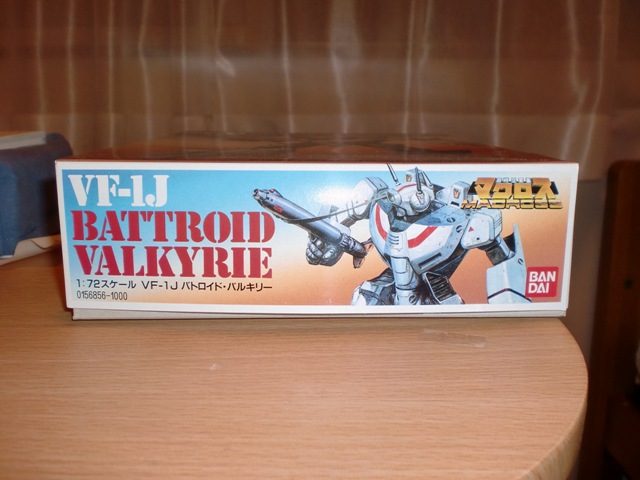 VF-1J
BATTROID
VALKYRIE
1:72スケール VF-1J バトロイド・バルキリー
0156856-1000
マクロス
MACROSS
BAN
DAI